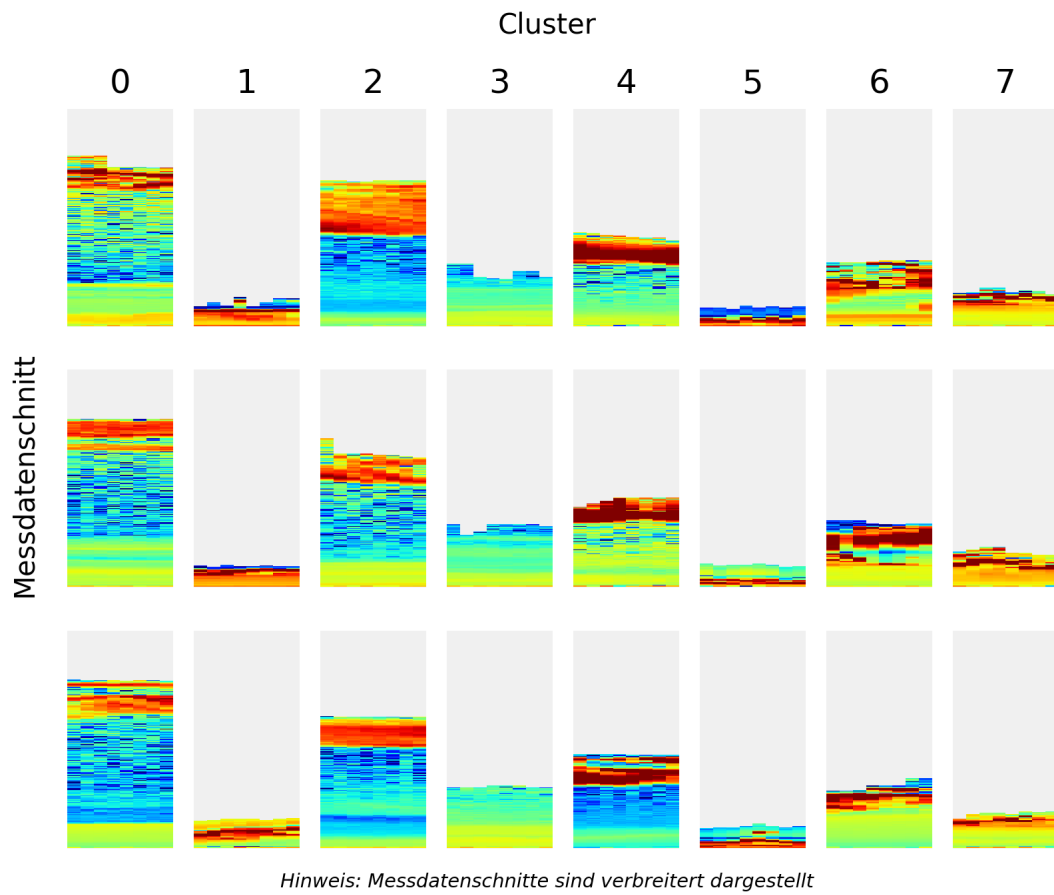 Cluster
0 1 2 3 4 5 6 7
Messdatenschnitt
Hinweis: Messdatenschnitte sind verbreitert dargestellt